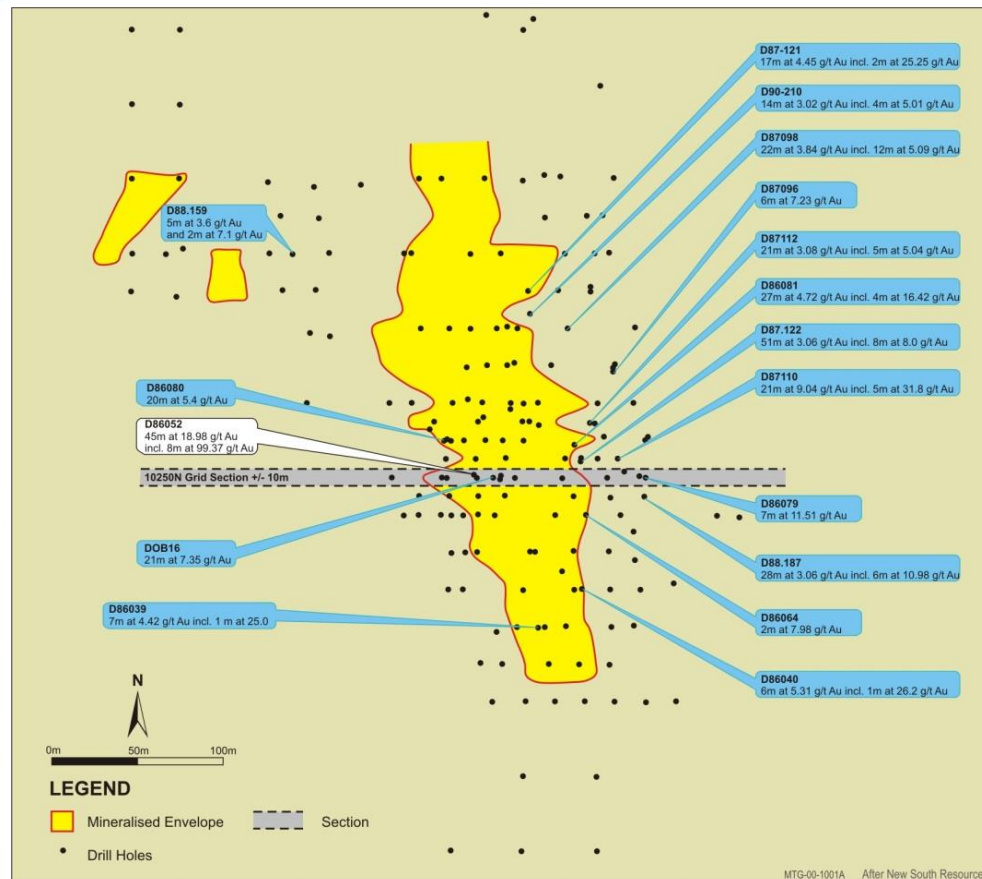 D87-121
17m at 4.45 g/t Au incl. 2m at 25.25 g/t Au
D90-210
14m at 3.02 g/t Au incl. 4m at 5.01 g/t Au
D87098
22m at 3.84 g/t Au incl. 12m at 5.09 g/t Au
D87096
6m at 7.23 g/t Au
D88.159
5m at 3.6 g/t Au
and 2m at 7.1 g/t Au
D87112
21m at 3.08 g/t Au incl. 5m at 5.04 g/t Au
D86081
27m at 4.72 g/t Au incl. 4m at 16.42 g/t Au
D87.122
51m at 3.06 g/t Au incl. 8m at 8.0 g/t Au
D87110
21m at 9.04 g/t Au incl. 5m at 31.8 g/t Au
D86080
20m at 5.4 g/t Au
D86052
45m at 18.98 g/t Au
incl. 8m at 99.37 g/t Au
10250N Grid Section +/- 10m
D86079
7m at 11.51 g/t Au
DOB16
21m at 7.35 g/t Au
D88.187
28m at 3.06 g/t Au incl. 6m at 10.98 g/t Au
D86039
7m at 4.42 g/t Au incl. 1 m at 25.0
D86064
2m at 7.98 g/t Au
D86040
6m at 5.31 g/t Au incl. 1m at 26.2 g/t Au
N
0m 50m 100m
LEGEND
Mineralised Envelope
Section
Drill Holes
MTG-00-1001A After New South Resource